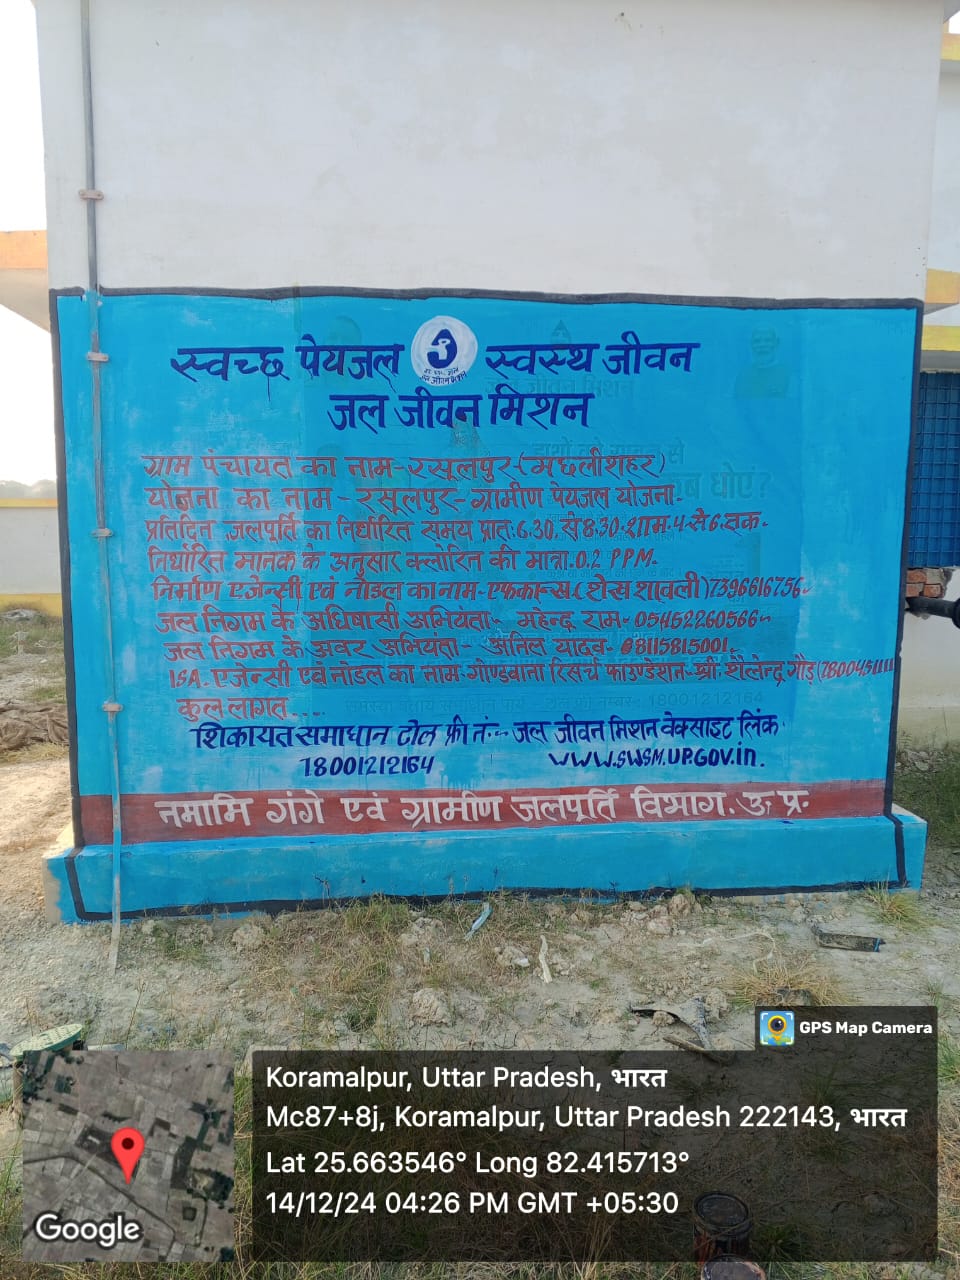 स्वच्छ पेयजल स्वस्थ जीवन
जल जीवन मिशन
ग्राम पंचायत का नाम-रसूलपुर-(मछलीशहर)
योजना का नाम - रसूलपुर-ग्रामीण पेयजल योजना.
प्रतिदिन जलपूर्ति का निर्धारित समय प्रातः6.30. से 8.30. शाम.4 से 6. तक.
निर्धारित मानक के अनुसार क्लोरिन की मात्रा.0.2 PPM.
निर्माण एजेन्सी एवं नोडल का नाम- (शेख शावली) 7396616756
जल निगम के अधिषासी अभियंता- महेन्द्र राम- 05452260566
जल निगम के अवर अभियंता- अनिल यादव- 8115815001.
ISA. एजेन्सी एवं नोडल का नाम-गोण्डवाना रिसर्च फाउण्डेशन-श्री. शैलेन्द्र गौड़
कुल लागत....
शिकायत समाधान टोल फ्री नं:- जल जीवन मिशन वेबसाइट लिंक
18001212164 WWW.SWSM.UP.GOV.in.
नमामि गंगे एवं ग्रामीण जलपूर्ति विभाग. उ. प्र.
GPS Map Camera
Koramalpur, Uttar Pradesh, भारत
Mc87+8j, Koramalpur, Uttar Pradesh 222143, भारत
Lat 25.663546° Long 82.415713°
14/12/24 04:26 PM GMT +05:30
Google